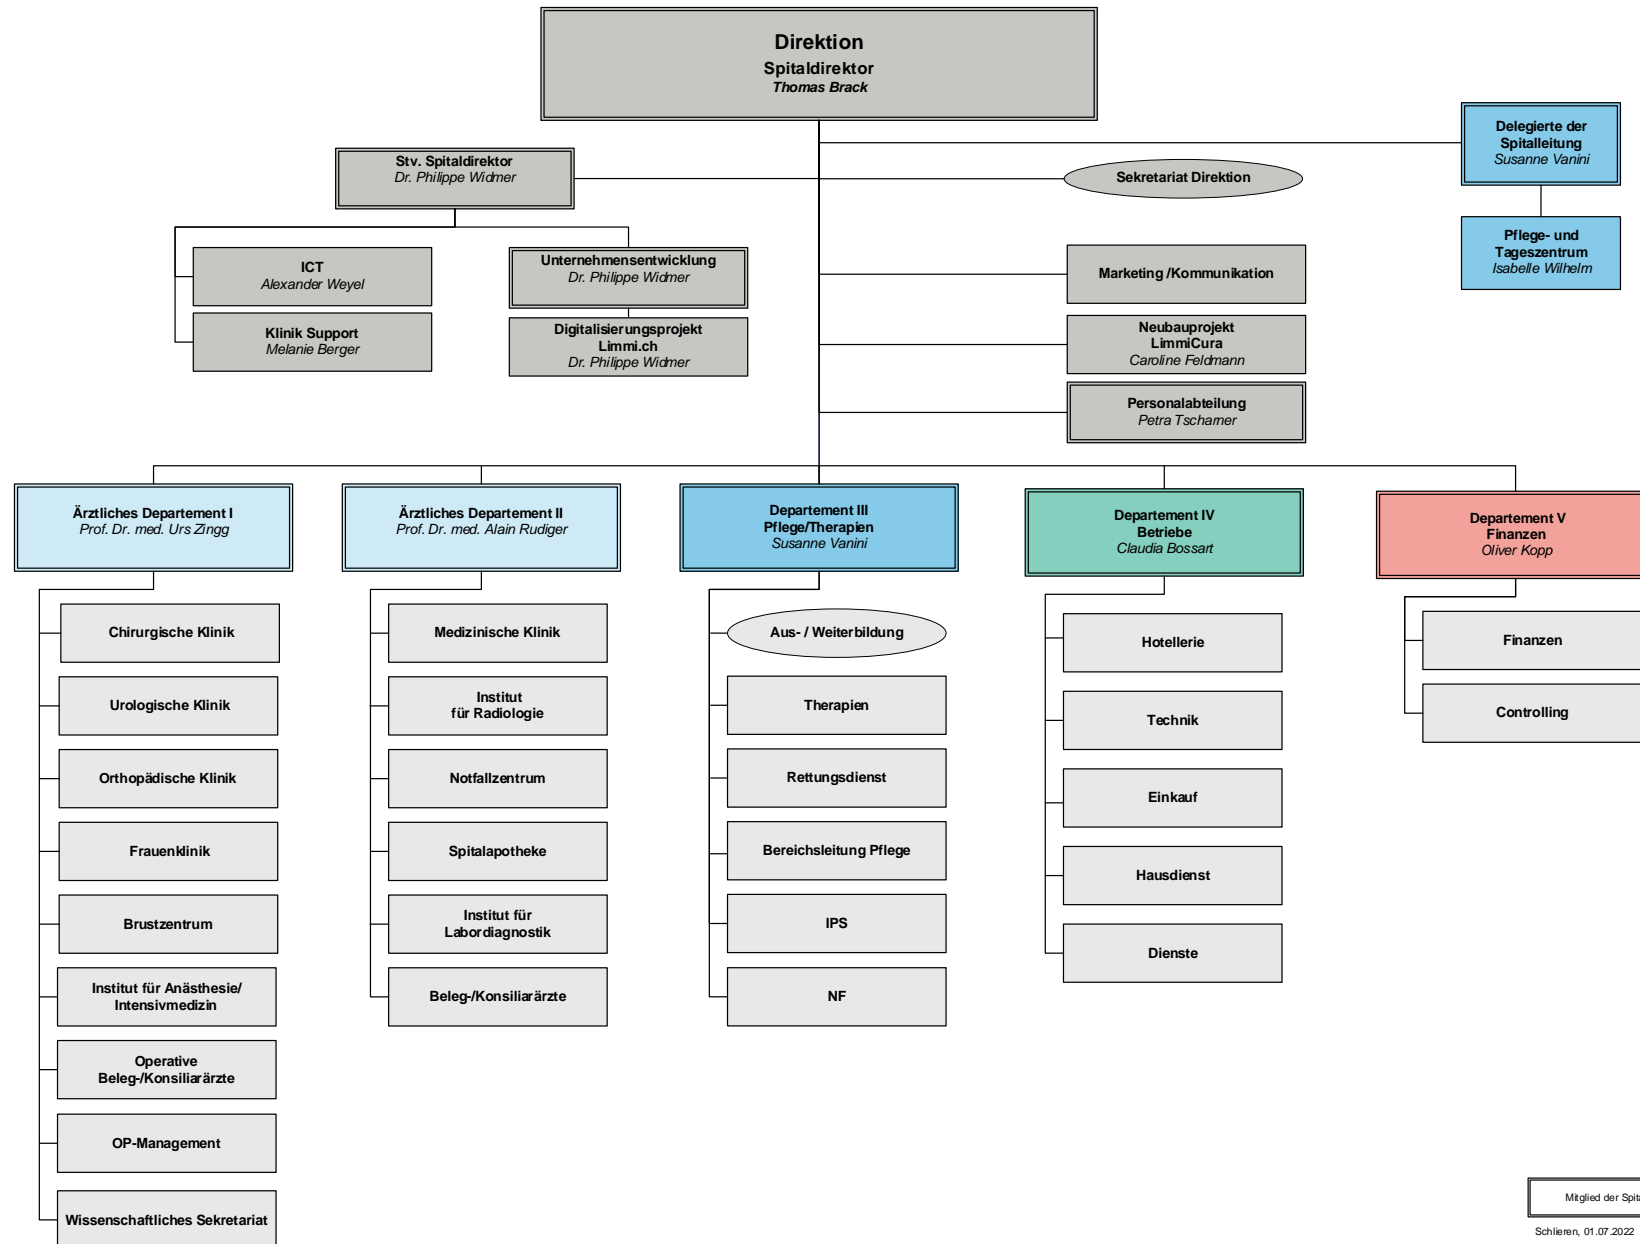 Direktion
Spitaldirektor
Thomas Brack
Delegierte der
Spitalleitung
Susanne Vanini
Stv. Spitaldirektor
Dr. Philippe Widmer
Sekretariat Direktion
Pflege- und
Tageszentrum
Isabelle Wilhelm
ICT
Alexander Weyel
Unternehmensentwicklung
Dr. Philippe Widmer
Marketing /Kommunikation
Klinik Support
Melanie Berger
Digitalisierungsprojekt
Limmi.ch
Dr. Philippe Widmer
Neubauprojekt
LimmiCura
Caroline Feldmann
Personalabteilung
Petra Tscharner
Ärztliches Departement I
Prof. Dr. med. Urs Zingg
Ärztliches Departement II
Prof. Dr. med. Alain Rudiger
Departement III
Pflege/Therapien
Susanne Vanini
Departement IV
Betriebe
Claudia Bossart
Departement V
Finanzen
Oliver Kopp
Chirurgische Klinik
Urologische Klinik
Orthopädische Klinik
Frauenklinik
Brustzentrum
Institut für Anästhesie/
Intensivmedizin
Operative
Beleg-/Konsiliarärzte
OP-Management
Wissenschaftliches Sekretariat
Medizinische Klinik
Institut
für Radiologie
Notfallzentrum
Spitalapotheke
Institut für
Labordiagnostik
Beleg-/Konsiliarärzte
Aus- / Weiterbildung
Therapien
Rettungsdienst
Bereichsleitung Pflege
IPS
NF
Hotellerie
Technik
Einkauf
Hausdienst
Dienste
Finanzen
Controlling
Mitglied der
Schlieren, 01.07.2022